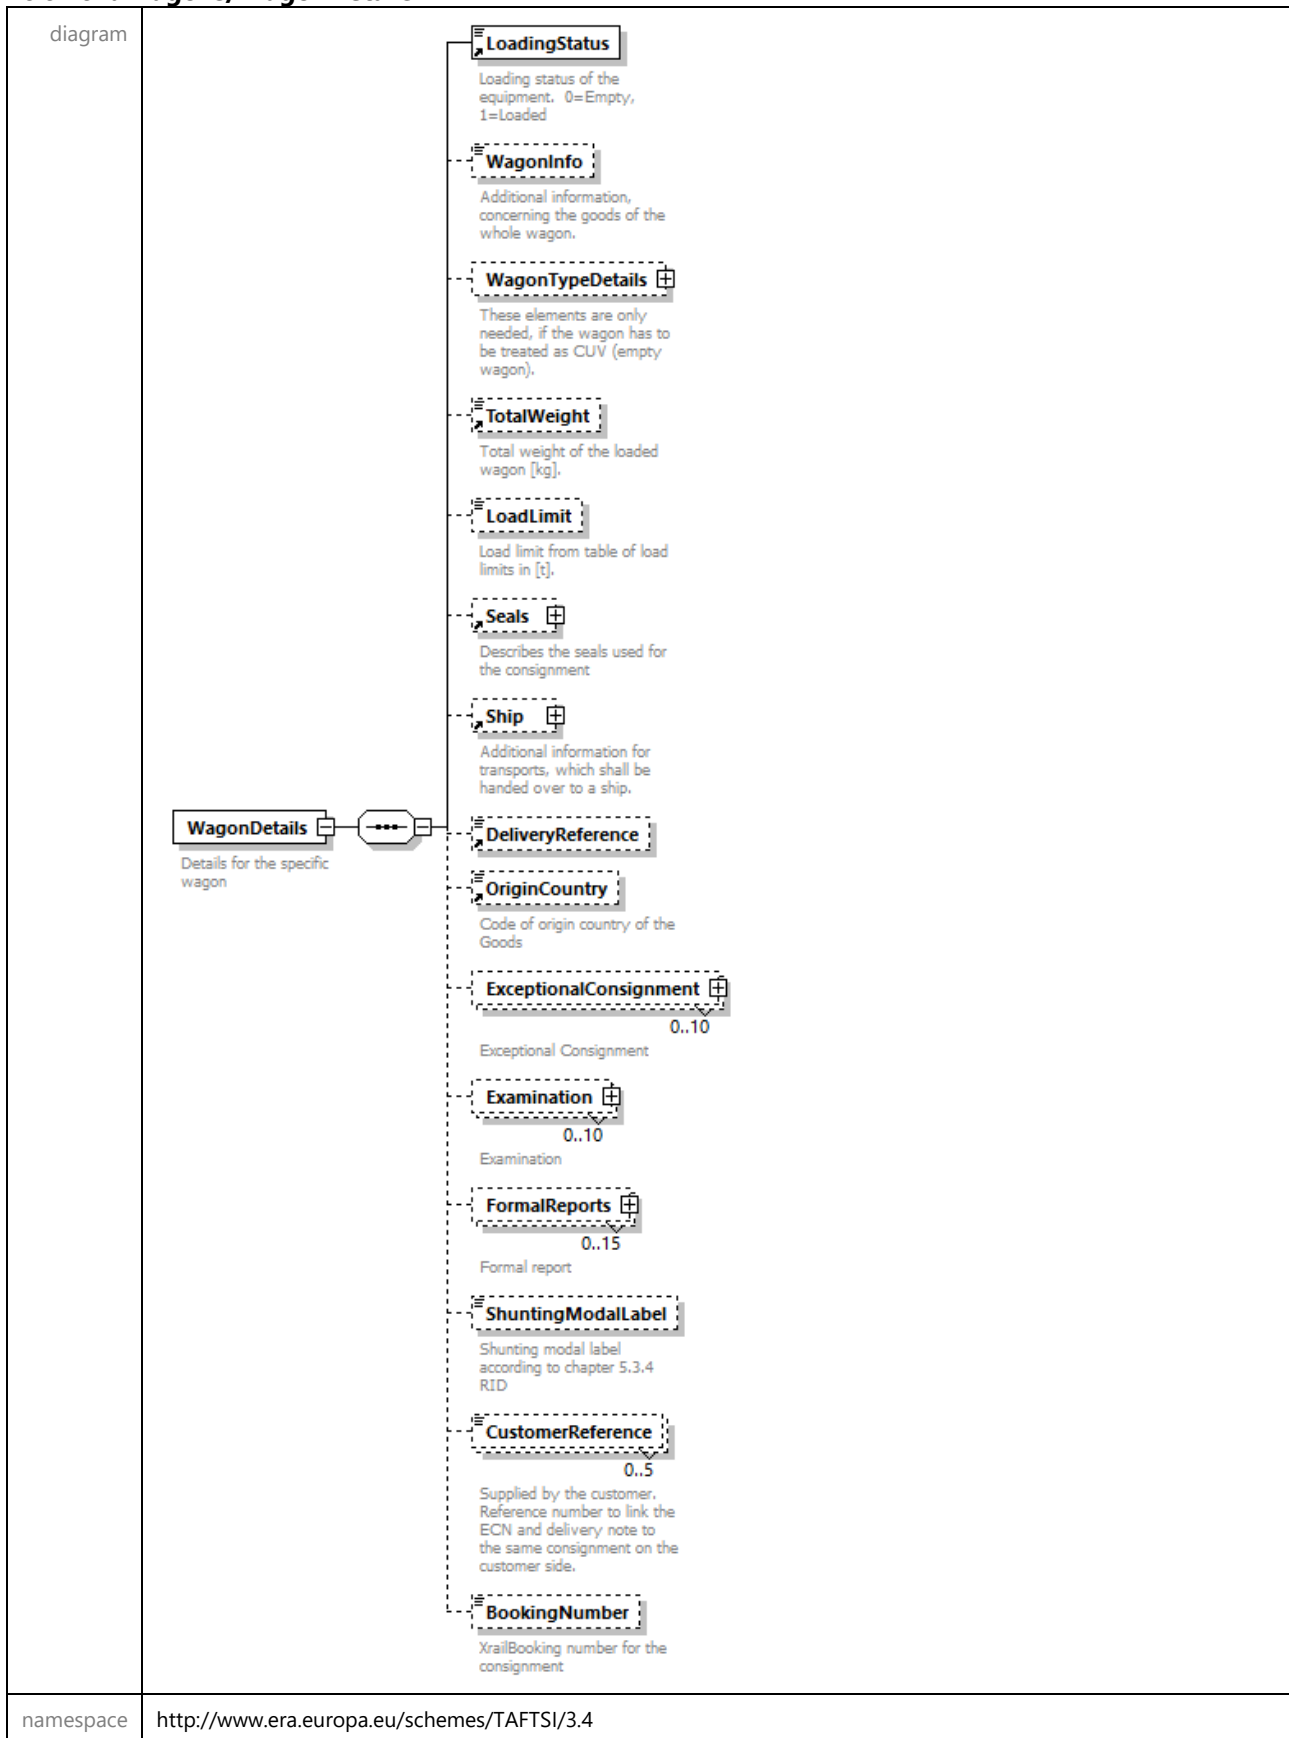 diagram
LoadingStatus
Loading status of the
equipment.  0=Empty,
1=Loaded
WagonInfo
Additional information,
concerning the goods of the
whole wagon.
WagonTypeDetails
These elements are only
needed, if the wagon has to
be treated as CUV (empty
wagon).
TotalWeight
Total weight of the loaded
wagon [kg].
LoadLimit
Load limit from table of load
limits in [t].
Seals
Describes the seals used for
the consignment
Ship
Additional information for
transports, which shall be
handed over to a ship.
WagonDetails
Details for the specific
wagon
DeliveryReference
OriginCountry
Code of origin country of the
Goods
ExceptionalConsignment
0..10
Exceptional Consignment
Examination
0..10
Examination
FormalReports
0..15
Formal report
ShuntingModalLabel
Shunting modal label
according to chapter 5.3.4
RID
CustomerReference
0..5
Supplied by the customer.
Reference number to link the
ECN and delivery note to
the same consignment on the
customer side.
BookingNumber
XrailBooking number for the
consignment
namespace
http://www.era.europa.eu/schemes/TAFTSI/3.4